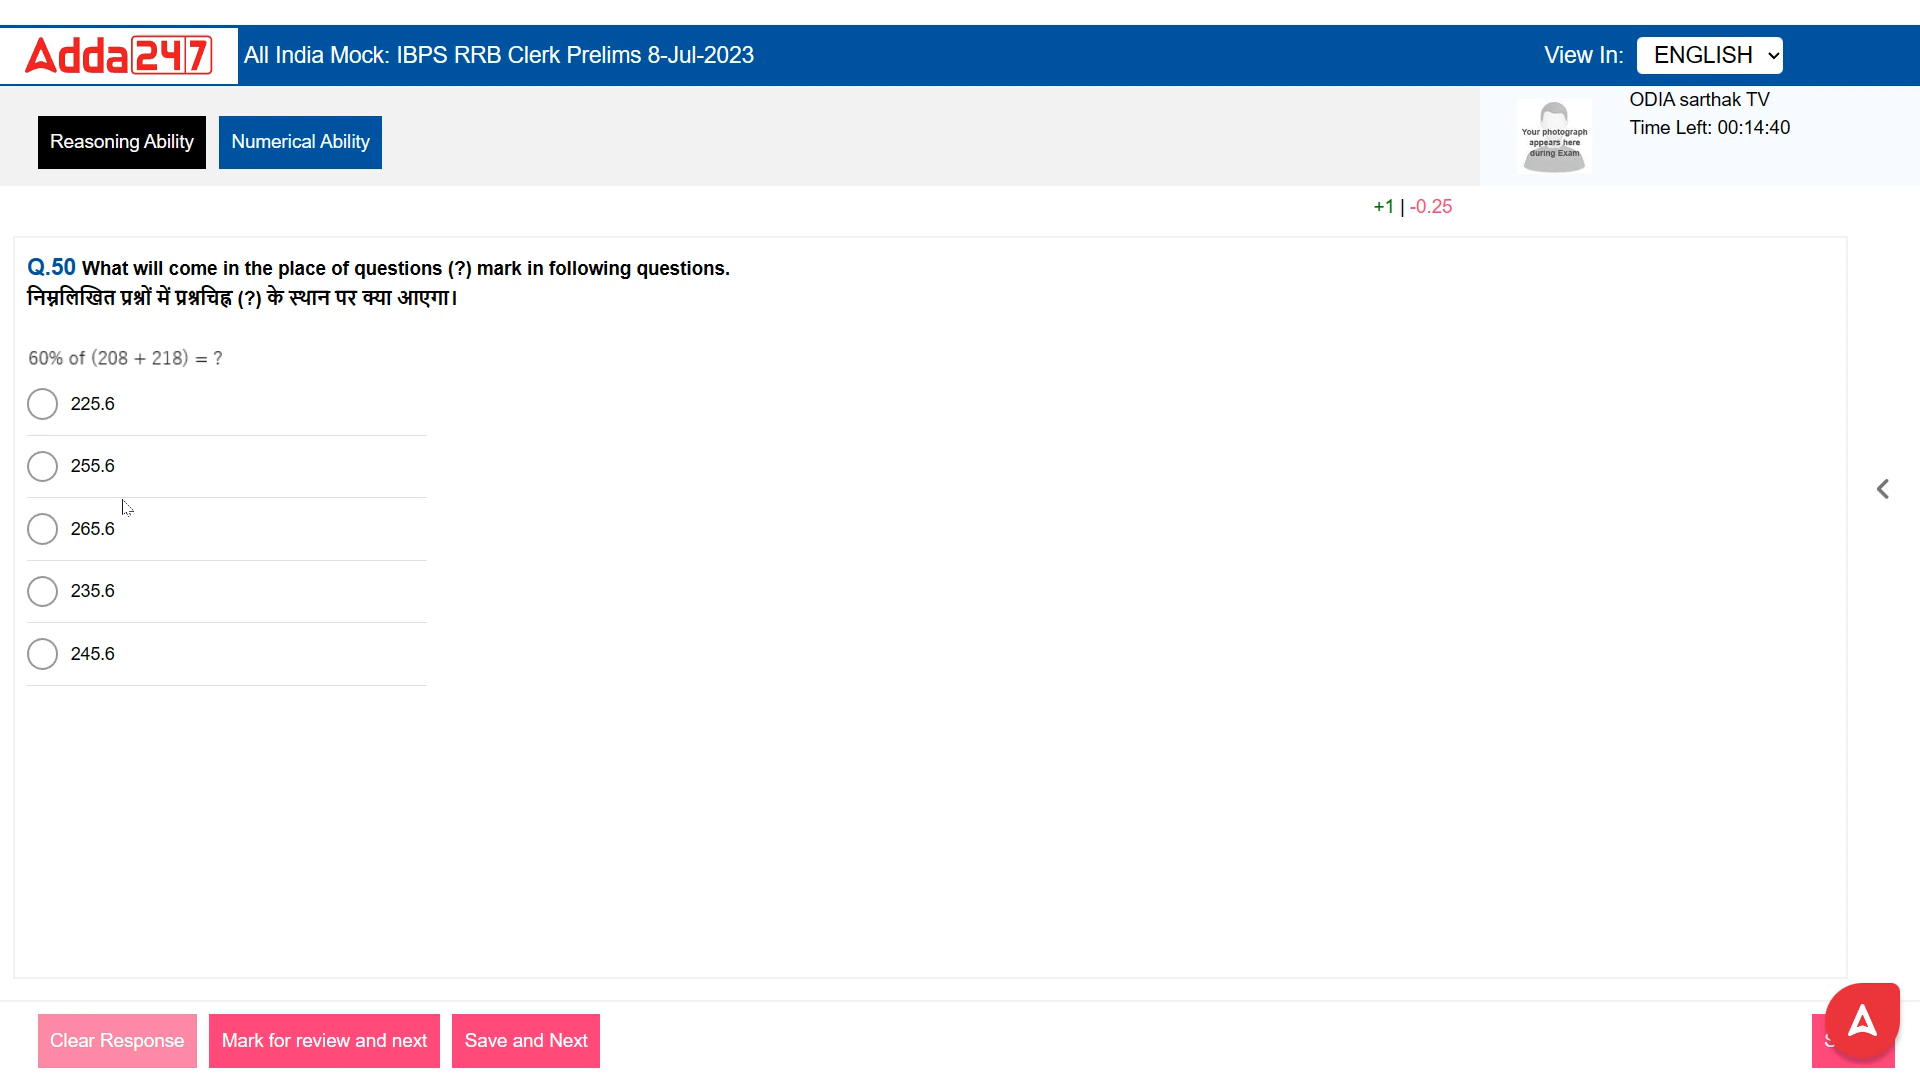 Adda247
All India Mock: IBPS RRB Clerk Prelims 8-Jul-2023
View In: ENGLISH
Reasoning Ability
Numerical Ability
Your photograph
appears here
during Exam
ODIA sarthak TV
Time Left: 00:14:40
+1 | -0.25
Q.50 What will come in the place of questions (?) mark in following questions.
निम्नलिखित प्रश्नों में प्रश्नचिह्न (?) के स्थान पर क्या आएगा।
60% of (208 + 218) = ?
225.6
255.6
265.6
235.6
245.6
Clear Response
Mark for review and next
Save and Next